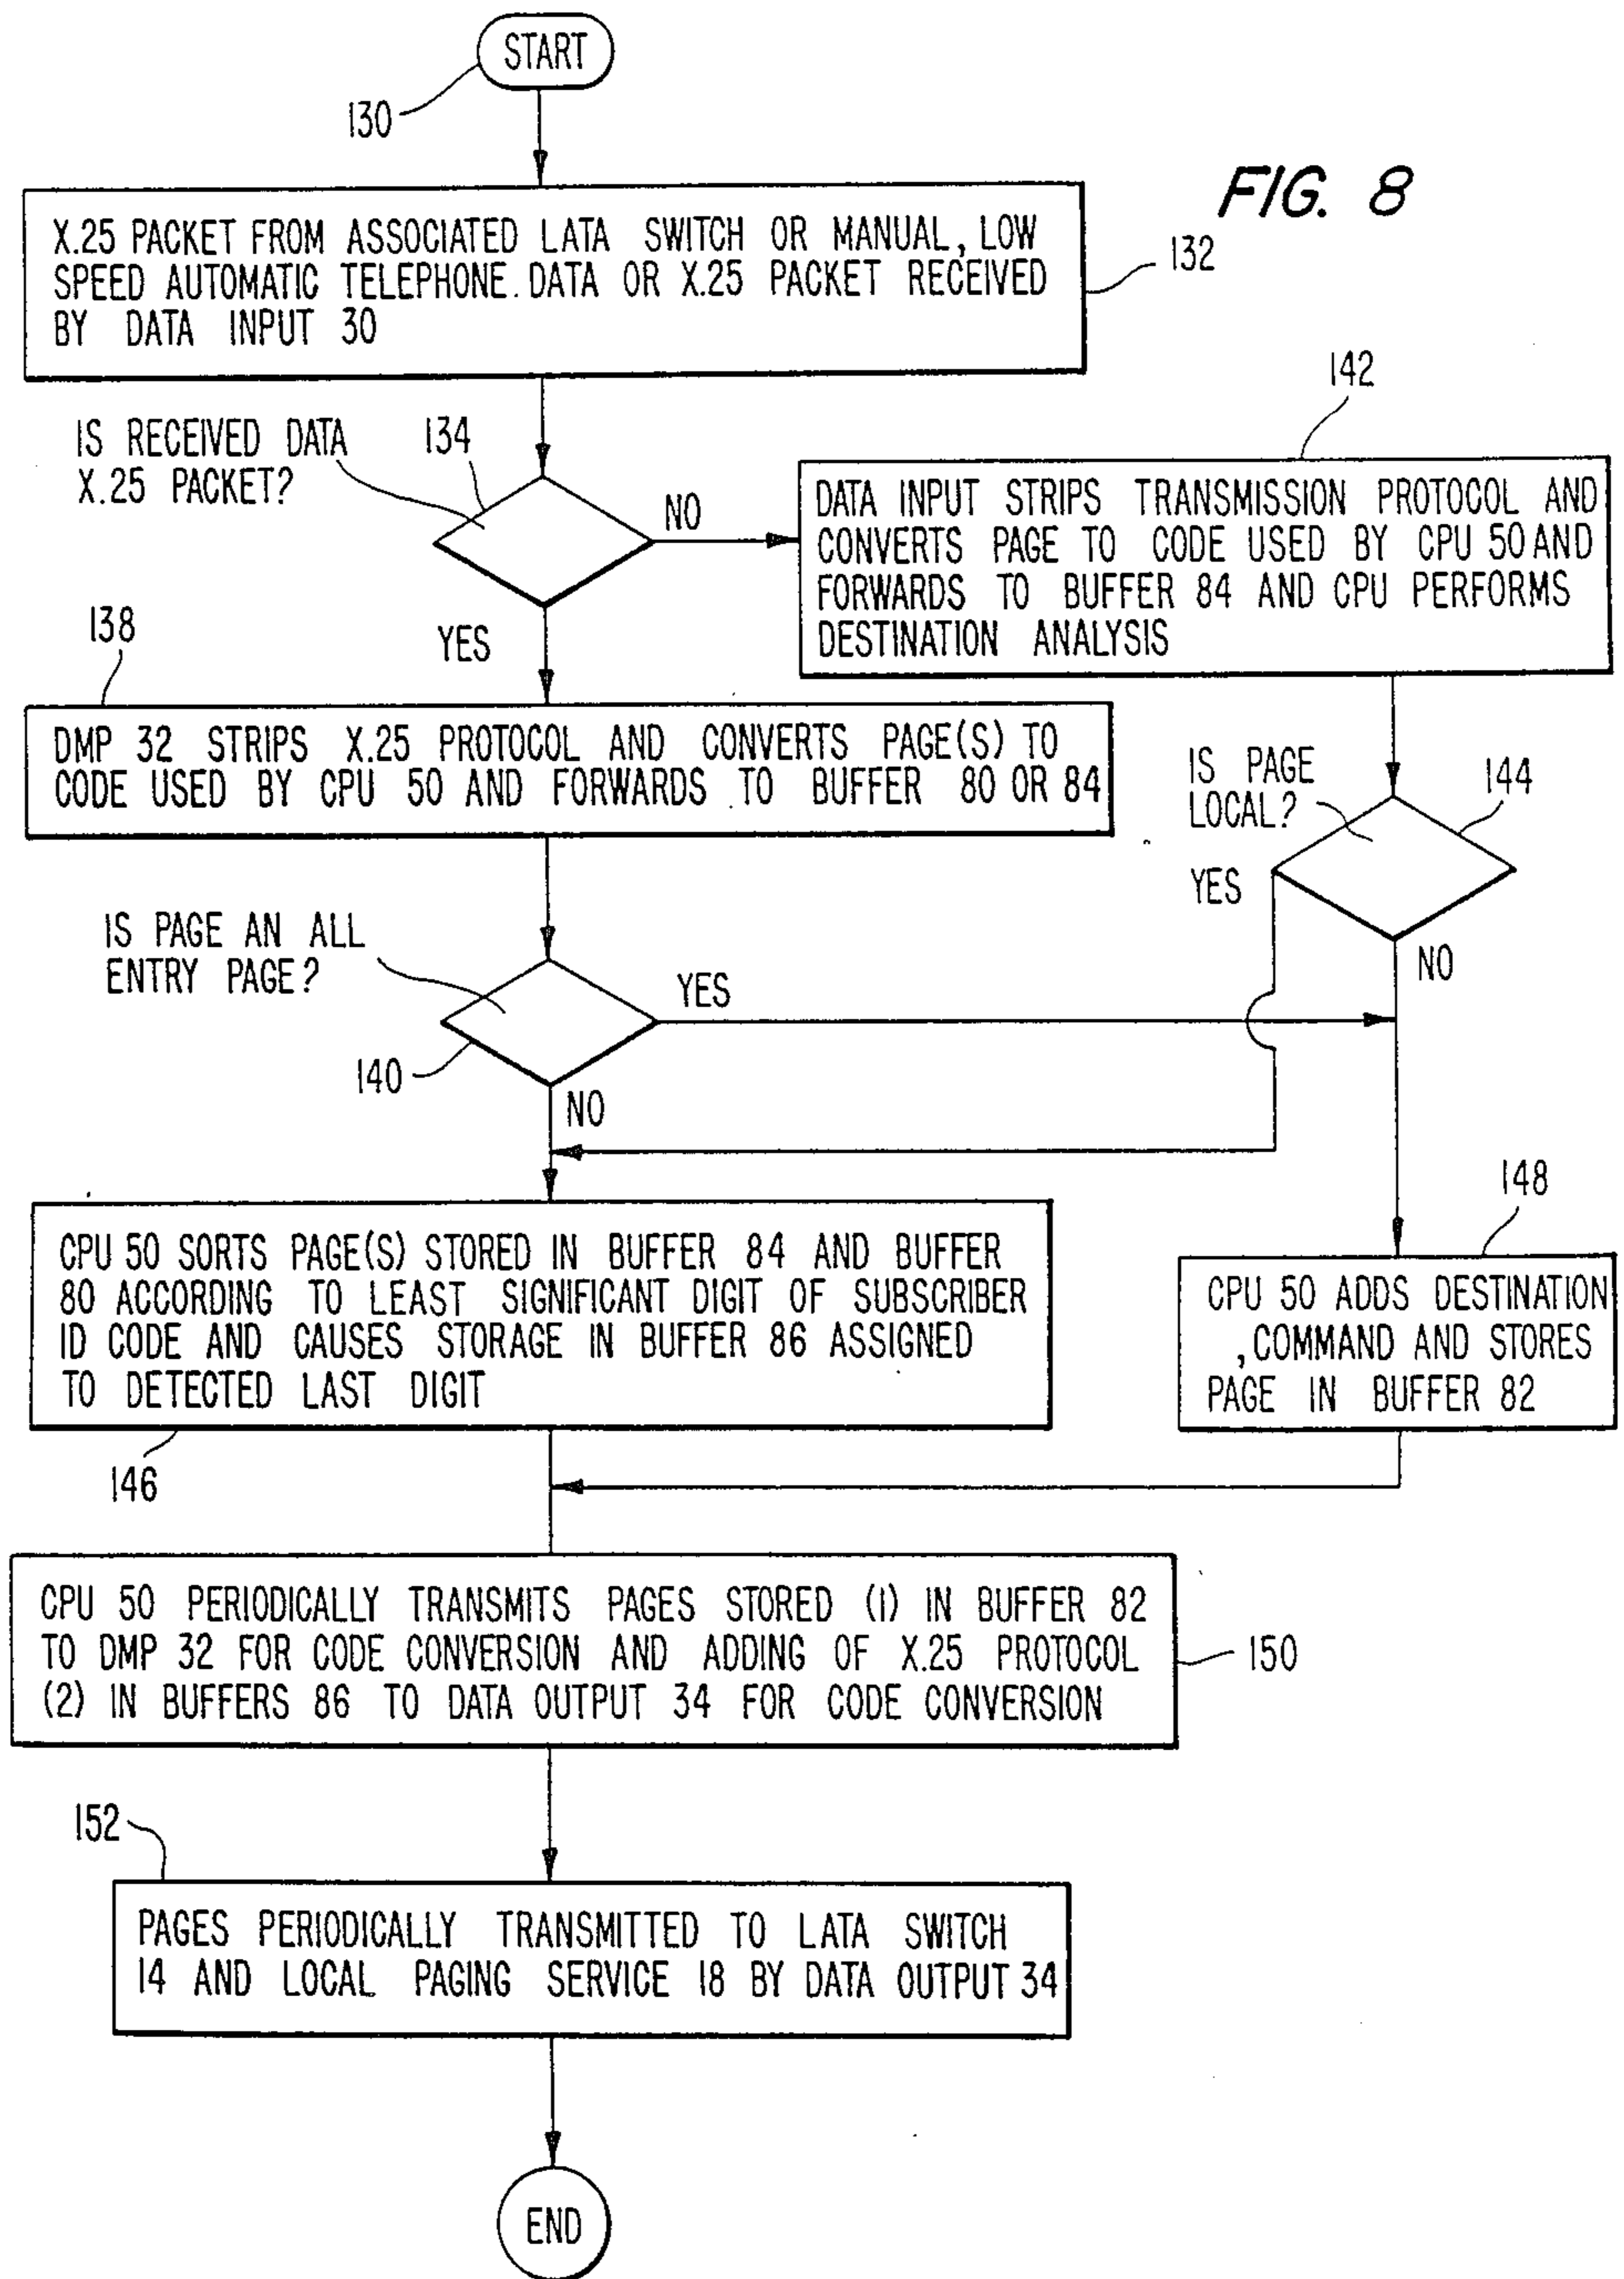 START
130
FIG. 8
X.25 PACKET FROM ASSOCIATED LATA SWITCH OR MANUAL, LOW
SPEED AUTOMATIC TELEPHONE. DATA OR X.25 PACKET RECEIVED
BY DATA INPUT 30
132
IS RECEIVED DATA
X.25 PACKET?
134
NO
YES
142
DATA INPUT STRIPS TRANSMISSION PROTOCOL AND
CONVERTS PAGE TO CODE USED BY CPU 50 AND
FORWARDS TO BUFFER 84 AND CPU PERFORMS
DESTINATION ANALYSIS
138
DMP 32 STRIPS X.25 PROTOCOL AND CONVERTS PAGE(S) TO
CODE USED BY CPU 50 AND FORWARDS TO BUFFER 80 OR 84
IS PAGE
LOCAL?
144
YES
NO
IS PAGE AN ALL
ENTRY PAGE?
YES
140
NO
148
CPU 50 SORTS PAGE(S) STORED IN BUFFER 84 AND BUFFER
80 ACCORDING TO LEAST SIGNIFICANT DIGIT OF SUBSCRIBER
ID CODE AND CAUSES STORAGE IN BUFFER 86 ASSIGNED
TO DETECTED LAST DIGIT
146
CPU 50 ADDS DESTINATION
,COMMAND AND STORES
PAGE IN BUFFER 82
CPU 50 PERIODICALLY TRANSMITS PAGES STORED (1) IN BUFFER 82
TO DMP 32 FOR CODE CONVERSION AND ADDING OF X.25 PROTOCOL
(2) IN BUFFERS 86 TO DATA OUTPUT 34 FOR CODE CONVERSION
150
152
PAGES PERIODICALLY TRANSMITTED TO LATA SWITCH
14 AND LOCAL PAGING SERVICE 18 BY DATA OUTPUT 34
END